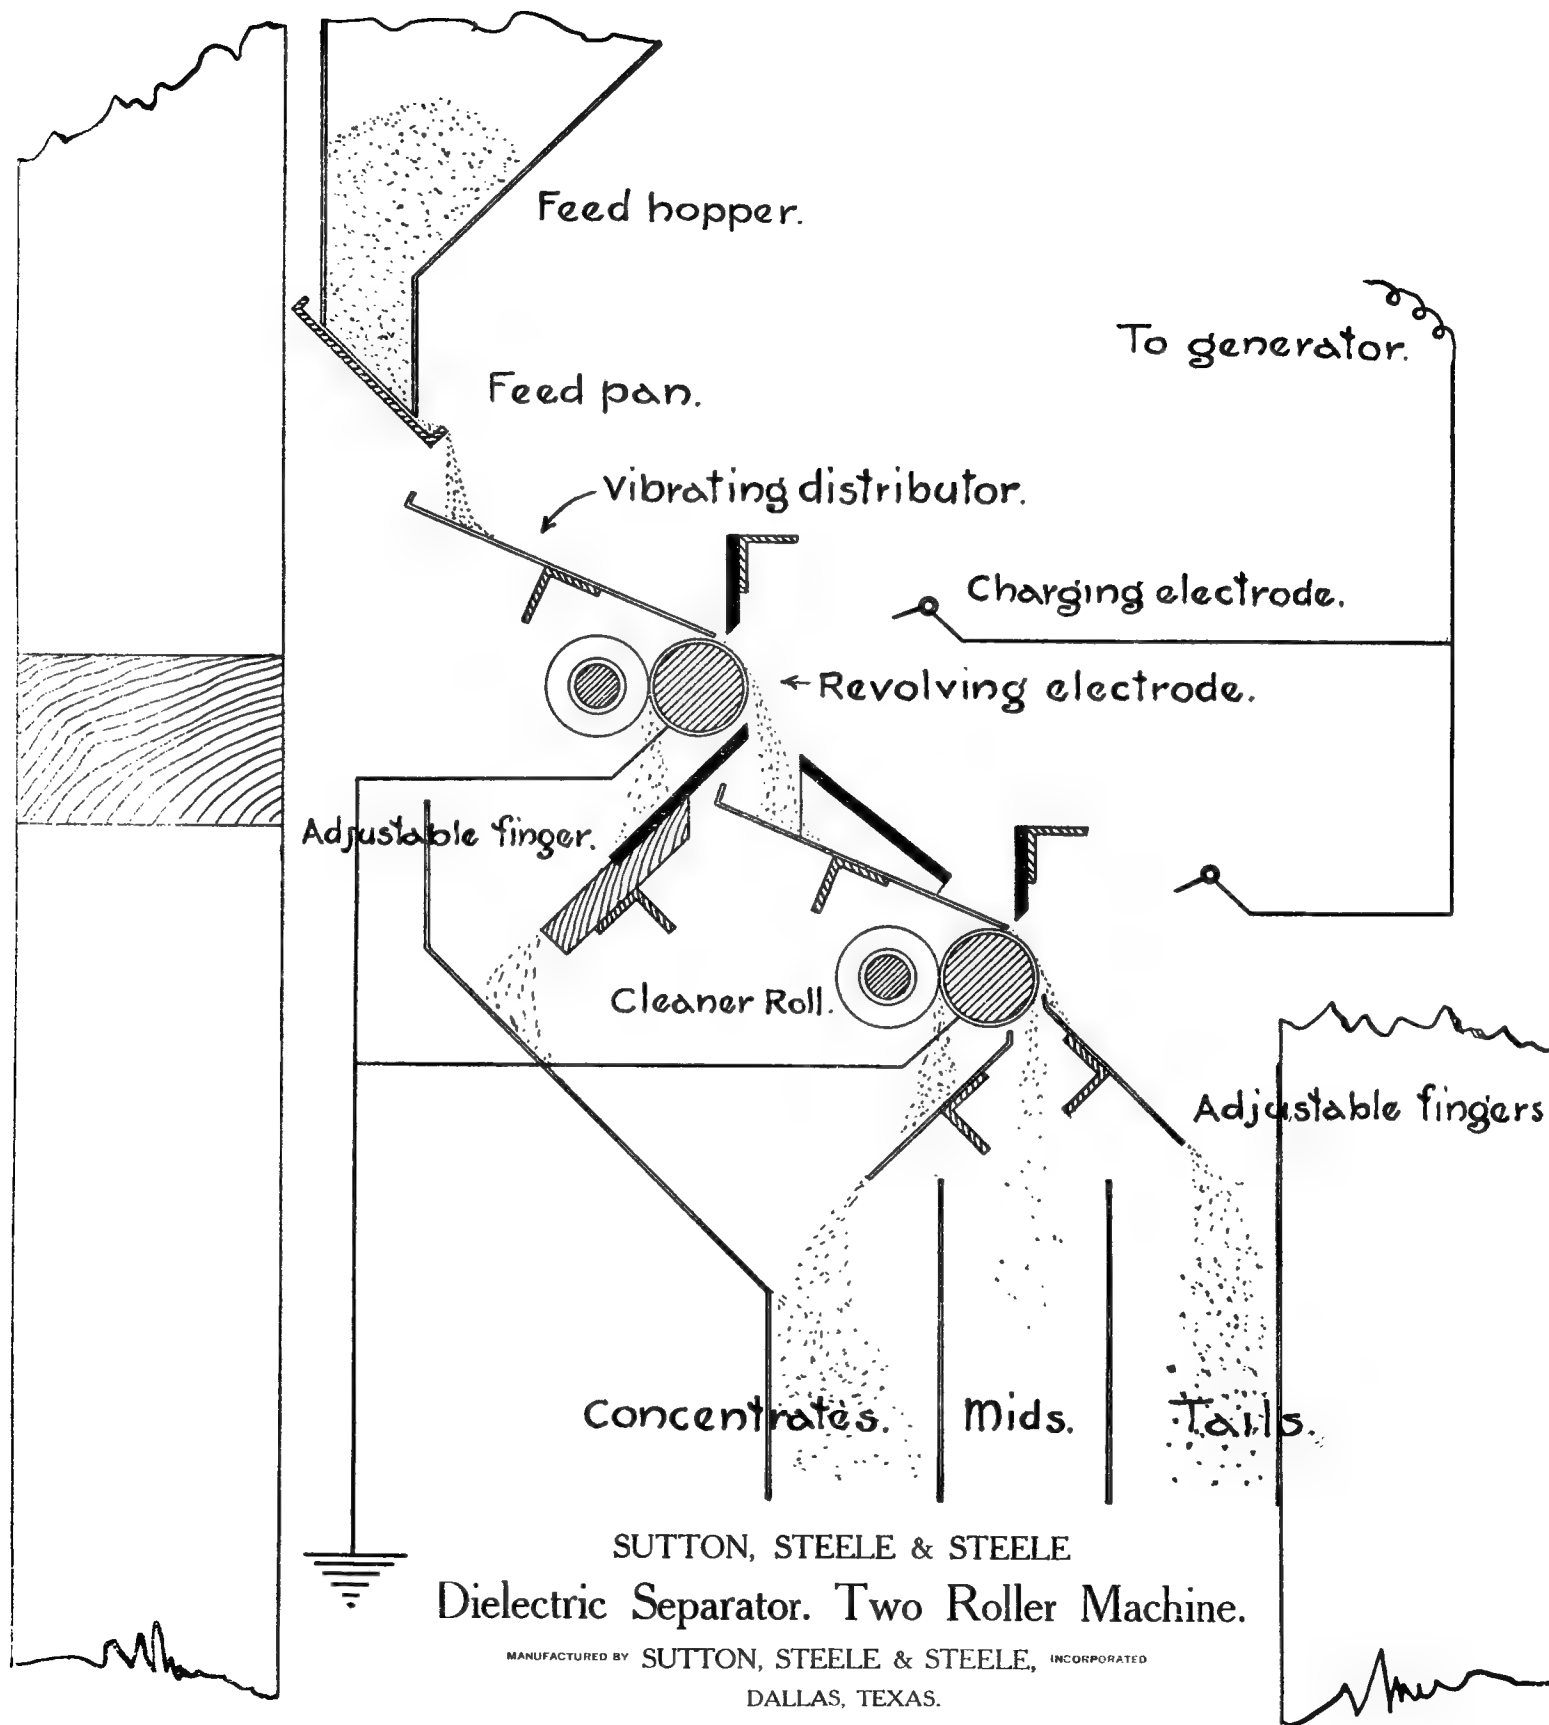 Feed hopper.
To generator.
Feed pan.
Vibrating distributor.
Charging electrode.
Revolving electrode.
Adjustable finger.
Cleaner Roll.
Adjustable fingers
Concentrates.
Mids.
Tails.
SUTTON, STEELE & STEELE
Dielectric Separator. Two Roller Machine.
MANUFACTURED BY SUTTON, STEELE & STEELE, INCORPORATED
DALLAS, TEXAS.